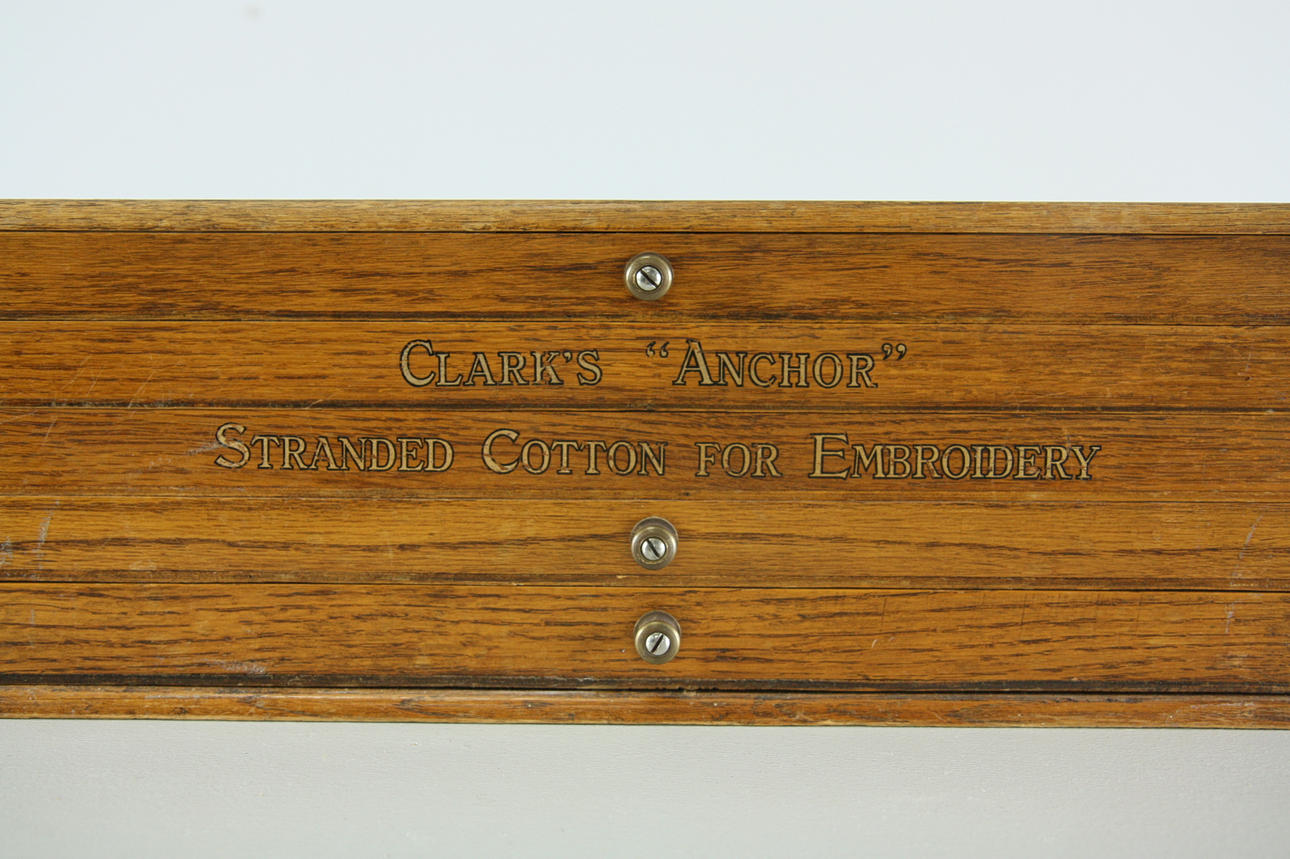 Clark's “Anchor”
Stranded Cotton for Embroidery